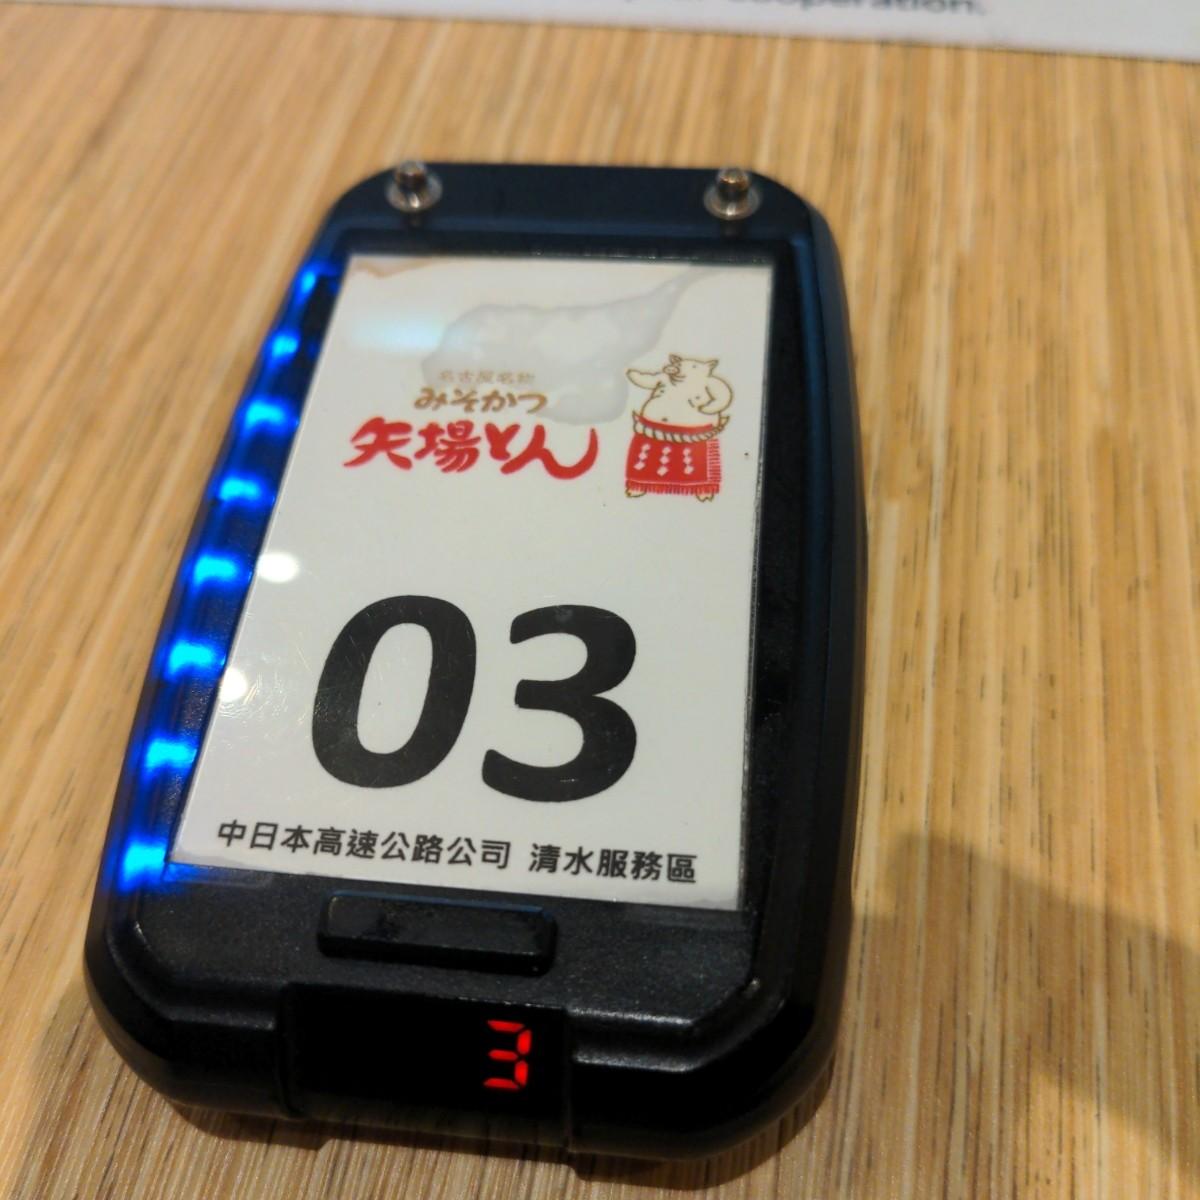 cooperation.
名古屋名物
みそかつ
矢場とん
03
中日本高速公路公司 清水服務區
3